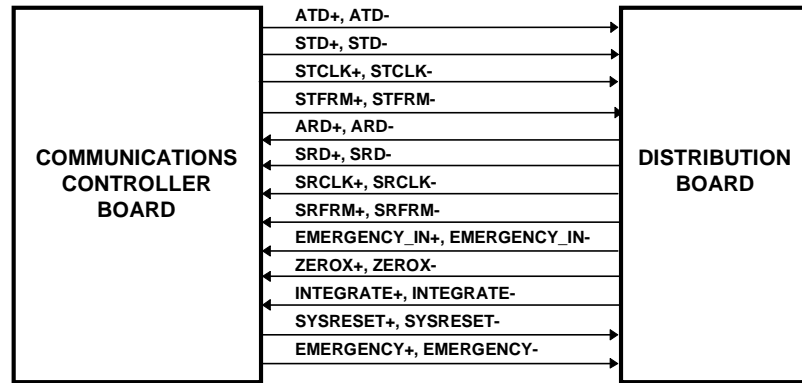 ATD+, ATD-
STD+, STD-
STCLK+, STCLK-
STFRM+, STFRM-
ARD+, ARD-
SRD+, SRD-
SRCLK+, SRCLK-
SRFRM+, SRFRM-
EMERGENCY_IN+, EMERGENCY_IN-
ZEROX+, ZEROX-
INTEGRATE+, INTEGRATE-
SYSRESET+, SYSRESET-
EMERGENCY+, EMERGENCY-
COMMUNICATIONS
CONTROLLER
BOARD
DISTRIBUTION
BOARD